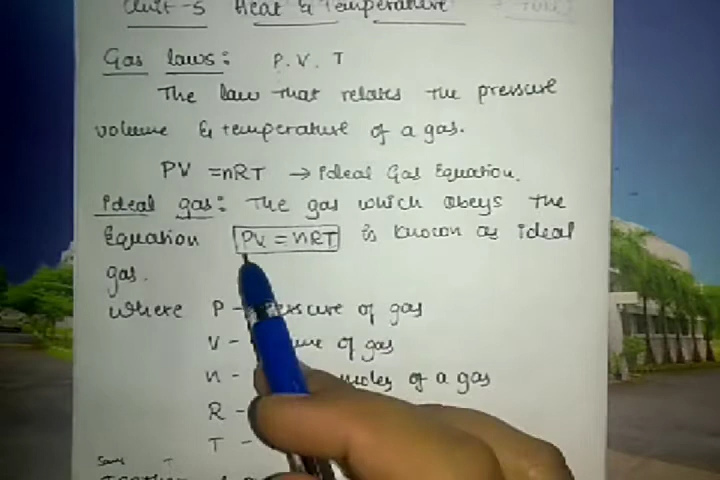 Unit-5 Heat & Temperature
Gas laws: P. V. T
The law that relates the pressure
volume & temperature of a gas.
PV =nRT → Ideal Gas Equation.
Ideal gas: The gas which obeys the
Equation PV = nRT is known as ideal
gas.
where P - of gas
V - of gas
n - moles of a gas
R -
T -